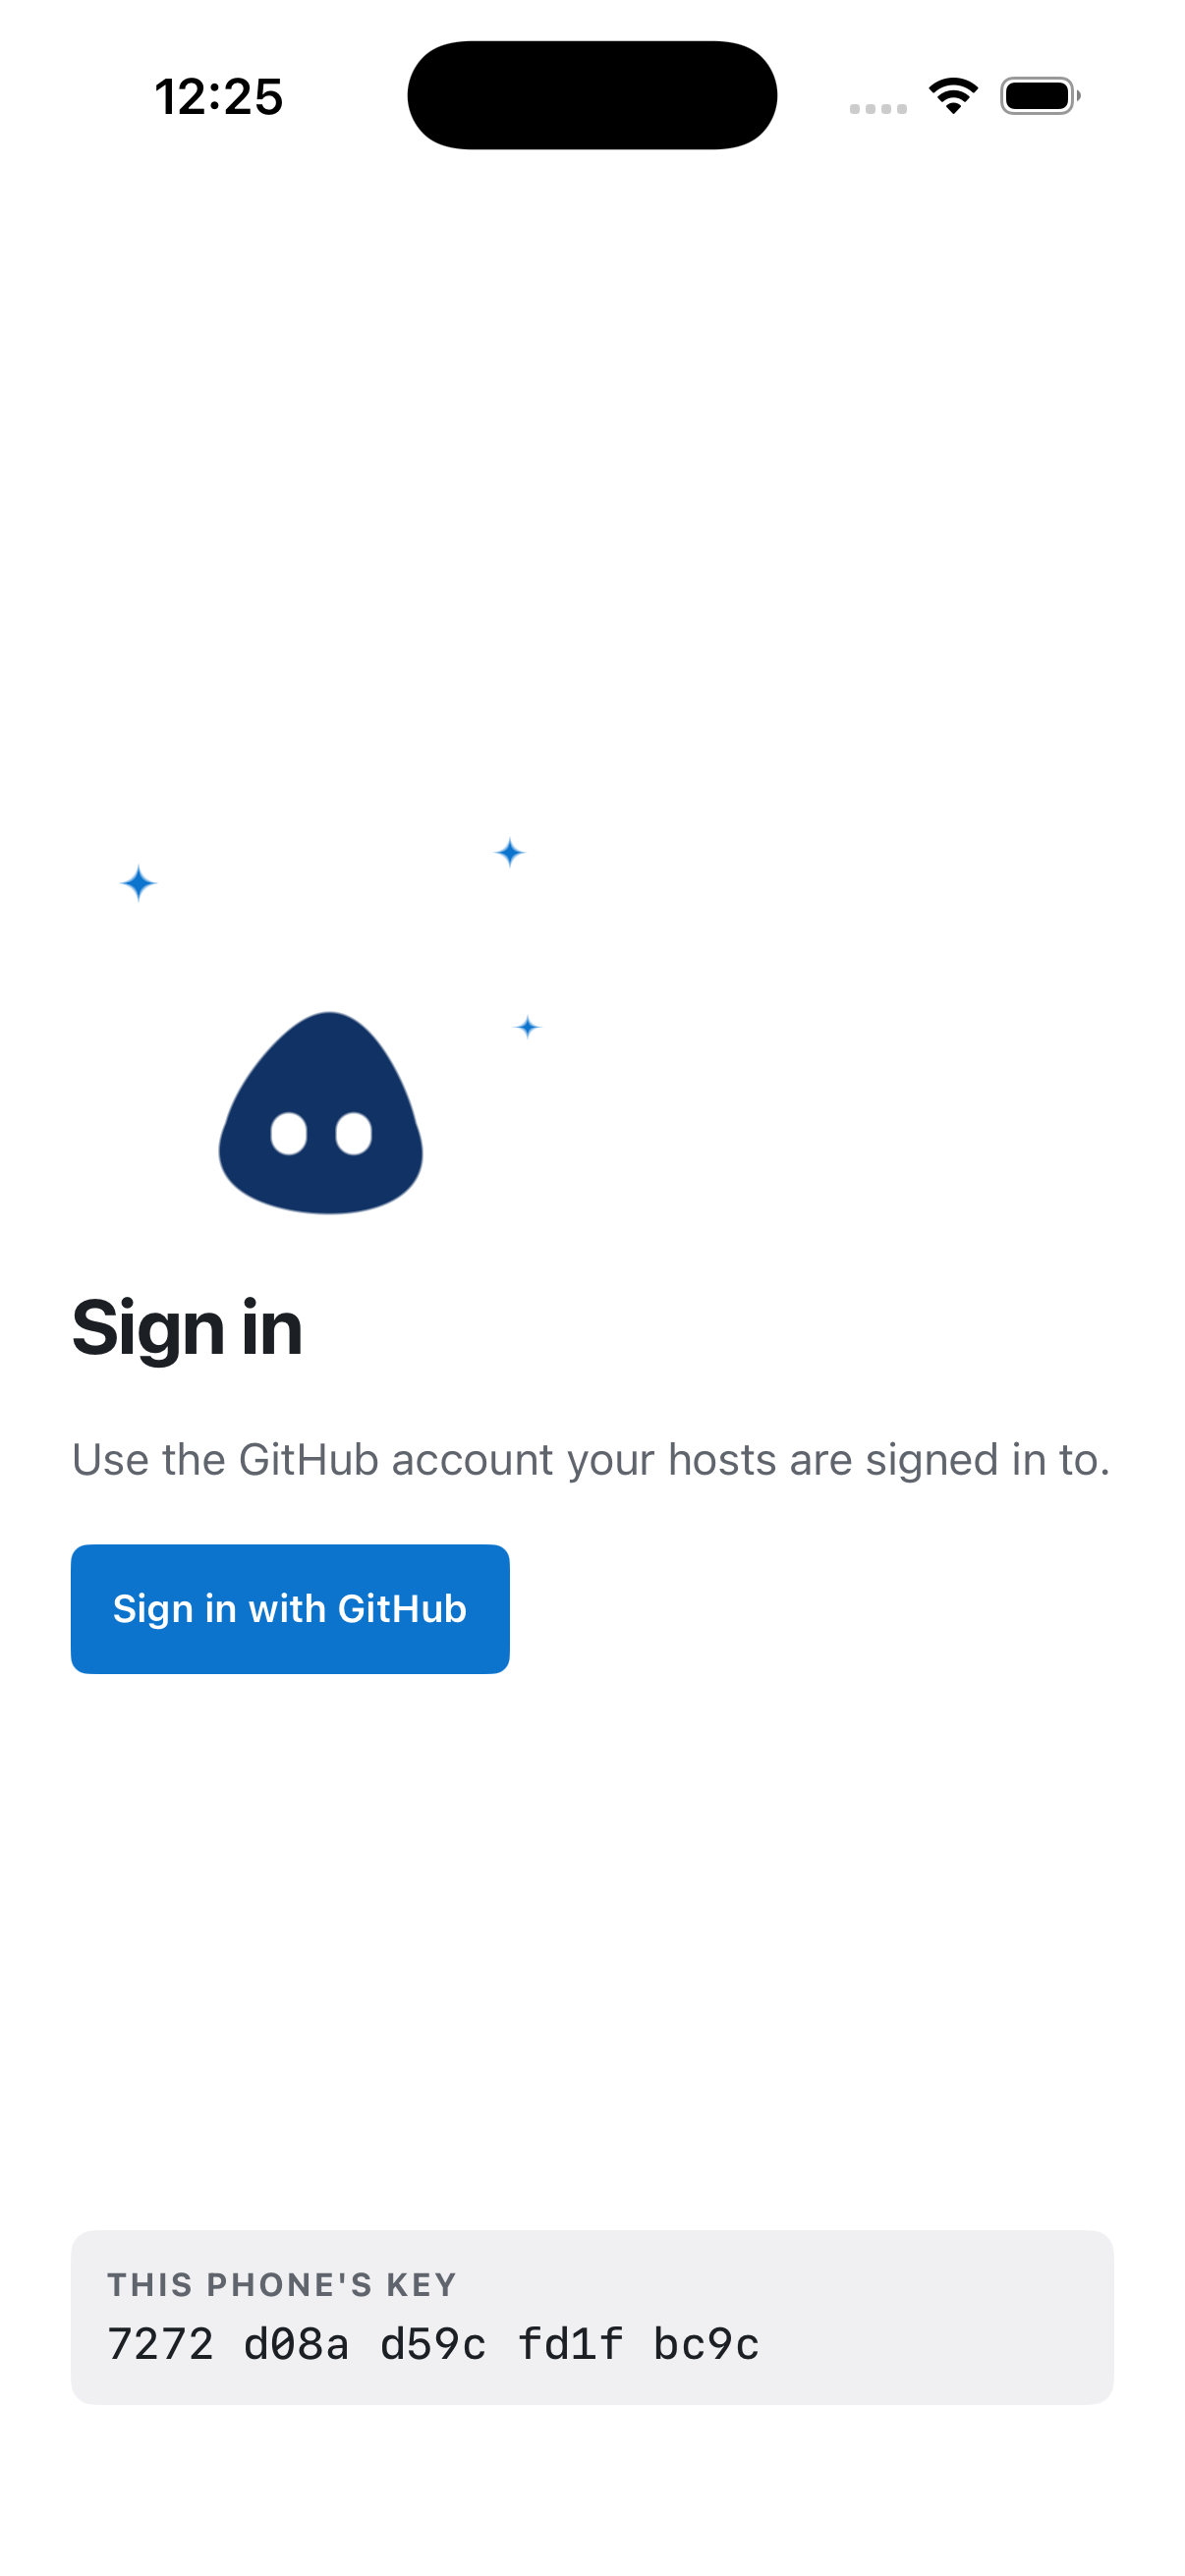 12:25
Sign in
Use the GitHub account your hosts are signed in to.
Sign in with GitHub
THIS PHONE'S KEY
7272 d08a d59c fd1f bc9c